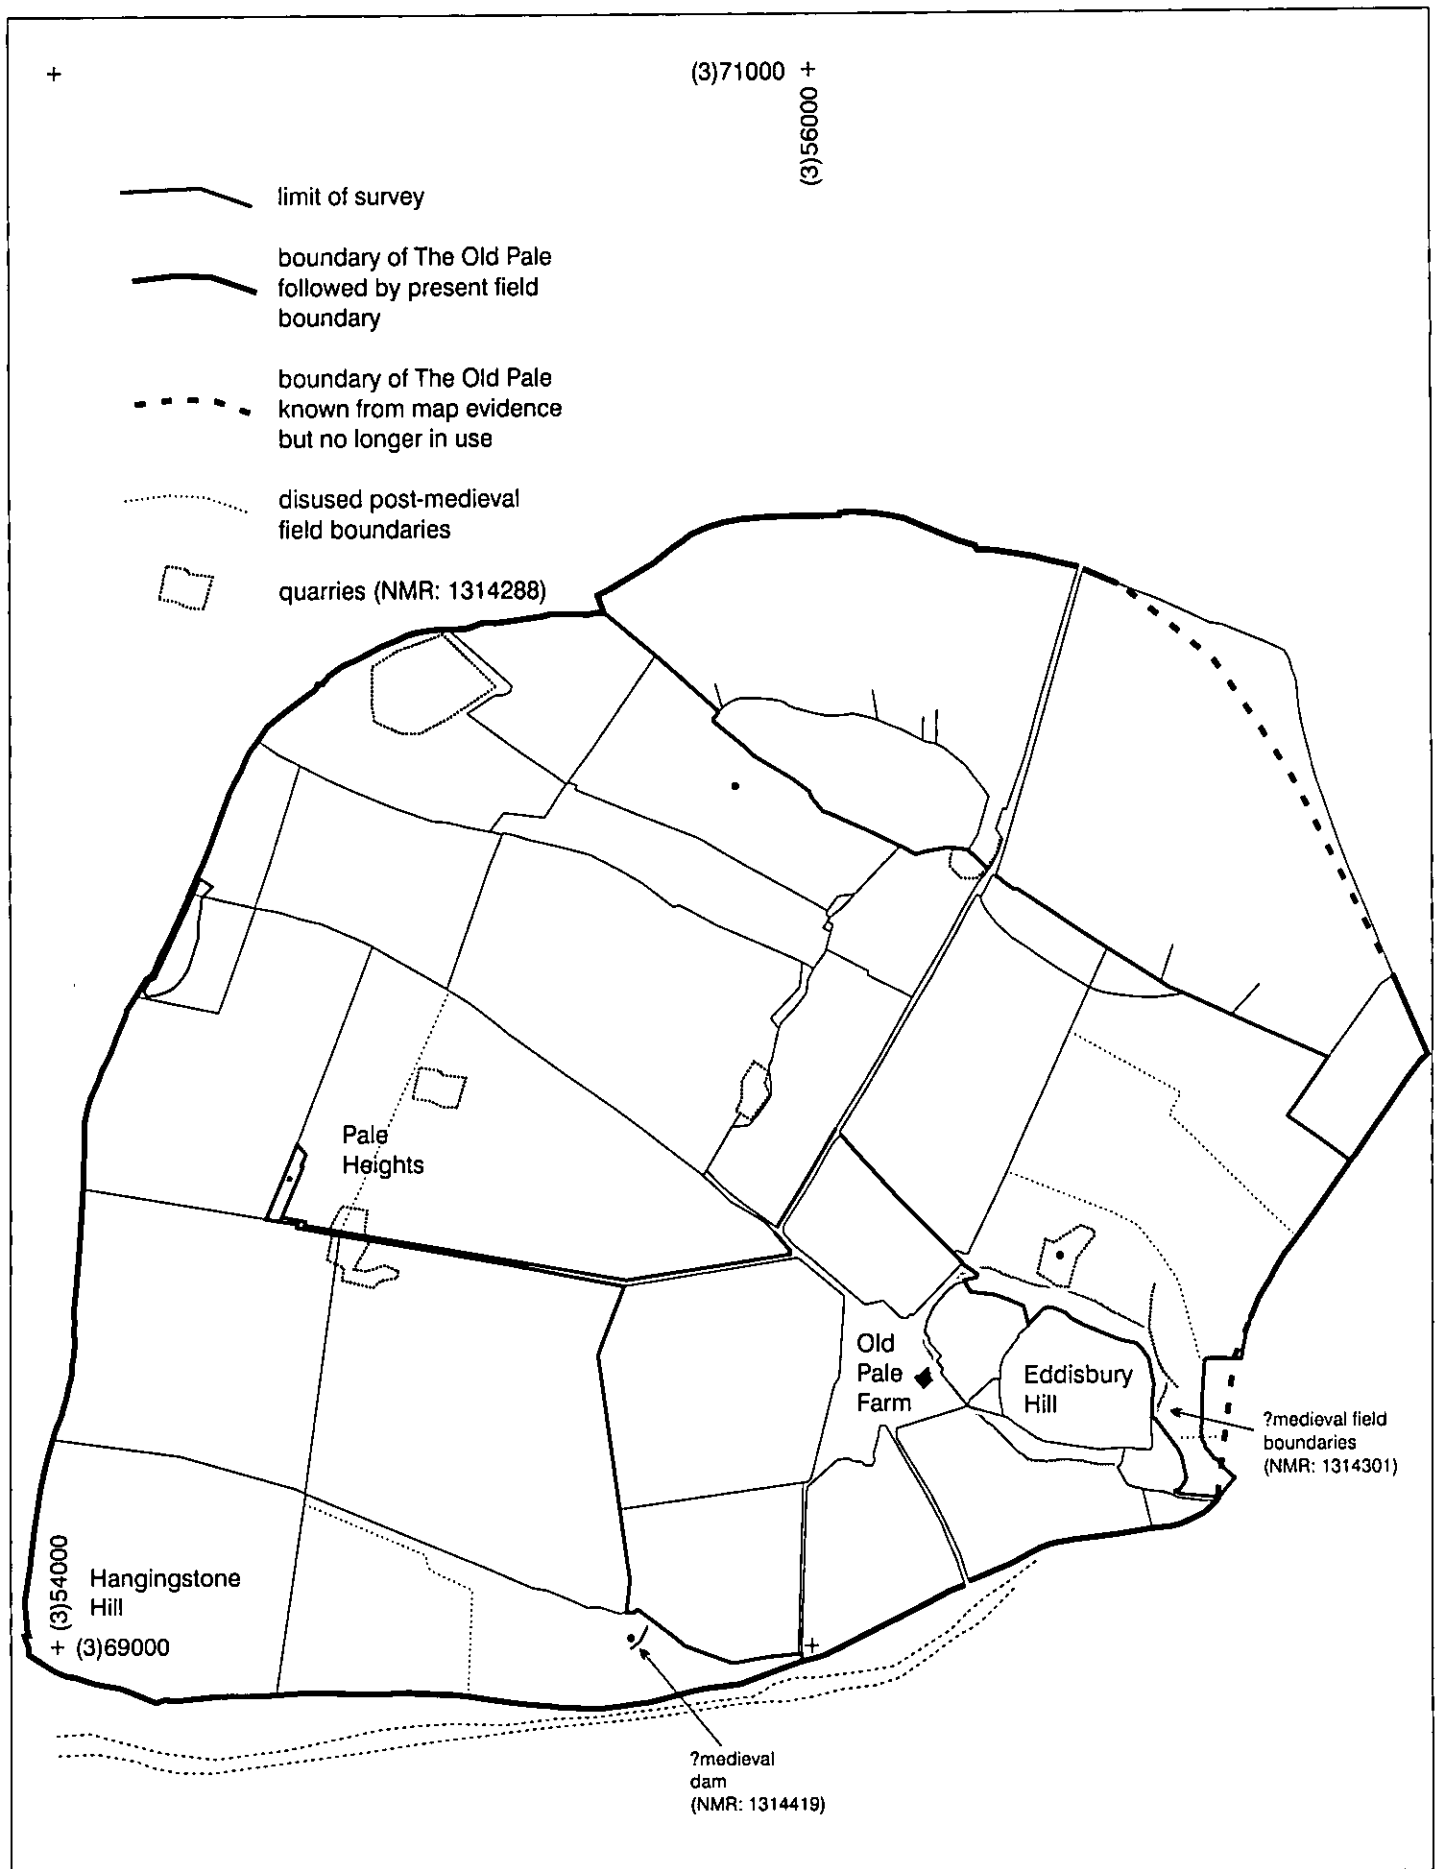 (3)71000
(3)56000
limit of survey
boundary of The Old Pale
followed by present field
boundary
boundary of The Old Pale
known from map evidence
but no longer in use
disused post-medieval
field boundaries
quarries (NMR: 1314288)
Pale
Heights
Old
Pale
Farm
Eddisbury
Hill
?medieval field
boundaries
(NMR: 1314301)
(3)54000
Hangingstone
Hill
(3)69000
?medieval
dam
(NMR: 1314419)